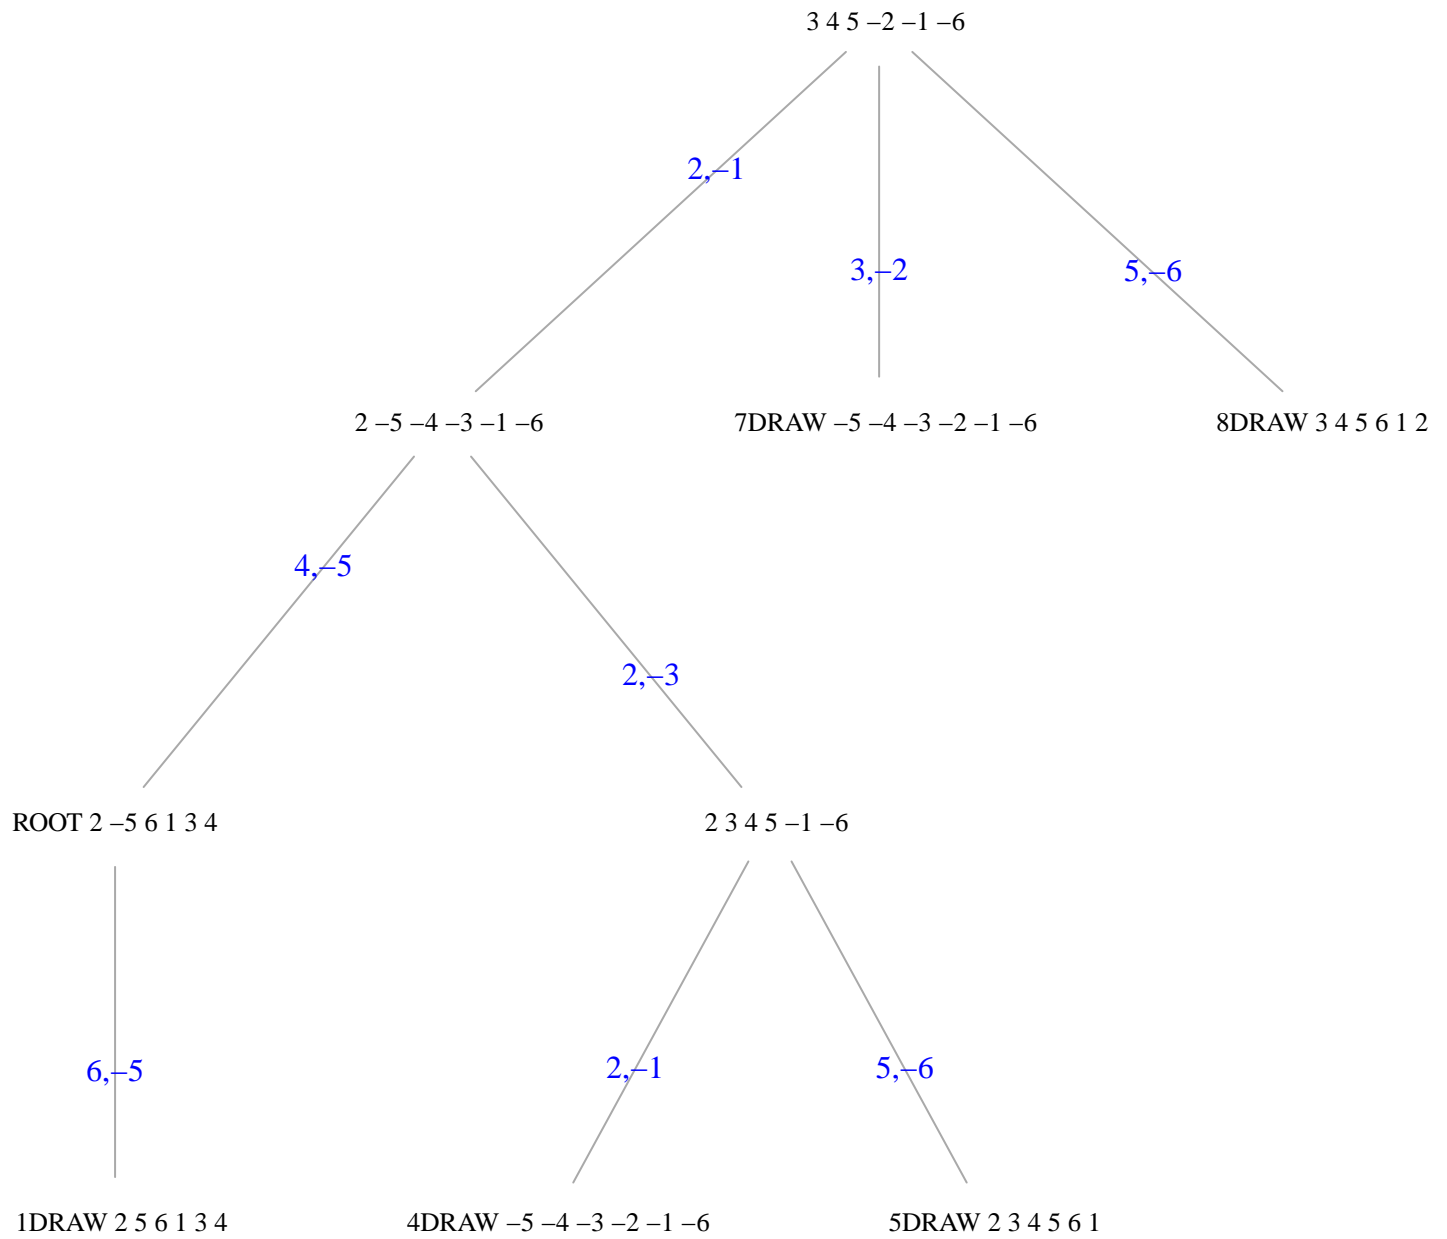 3 4 5 –2 –1 –6
2,–1
3,–2
5,–6
2 –5 –4 –3 –1 –6
7DRAW –5 –4 –3 –2 –1 –6
8DRAW 3 4 5 6 1 2
4,–5
2,–3
ROOT 2 –5 6 1 3 4
2 3 4 5 –1 –6
6,–5
2,–1
5,–6
1DRAW 2 5 6 1 3 4
4DRAW –5 –4 –3 –2 –1 –6
5DRAW 2 3 4 5 6 1